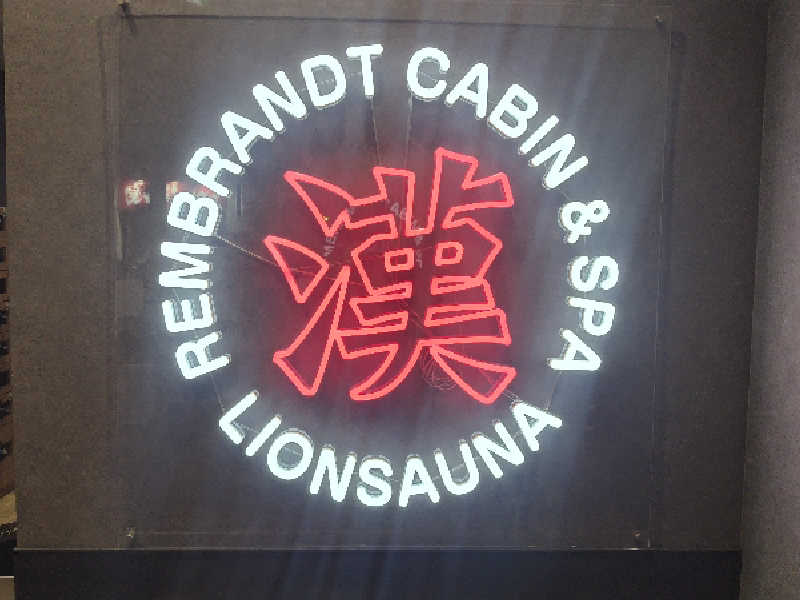 REMBRANDT CABIN & SPA
漢
LIONSAUNA